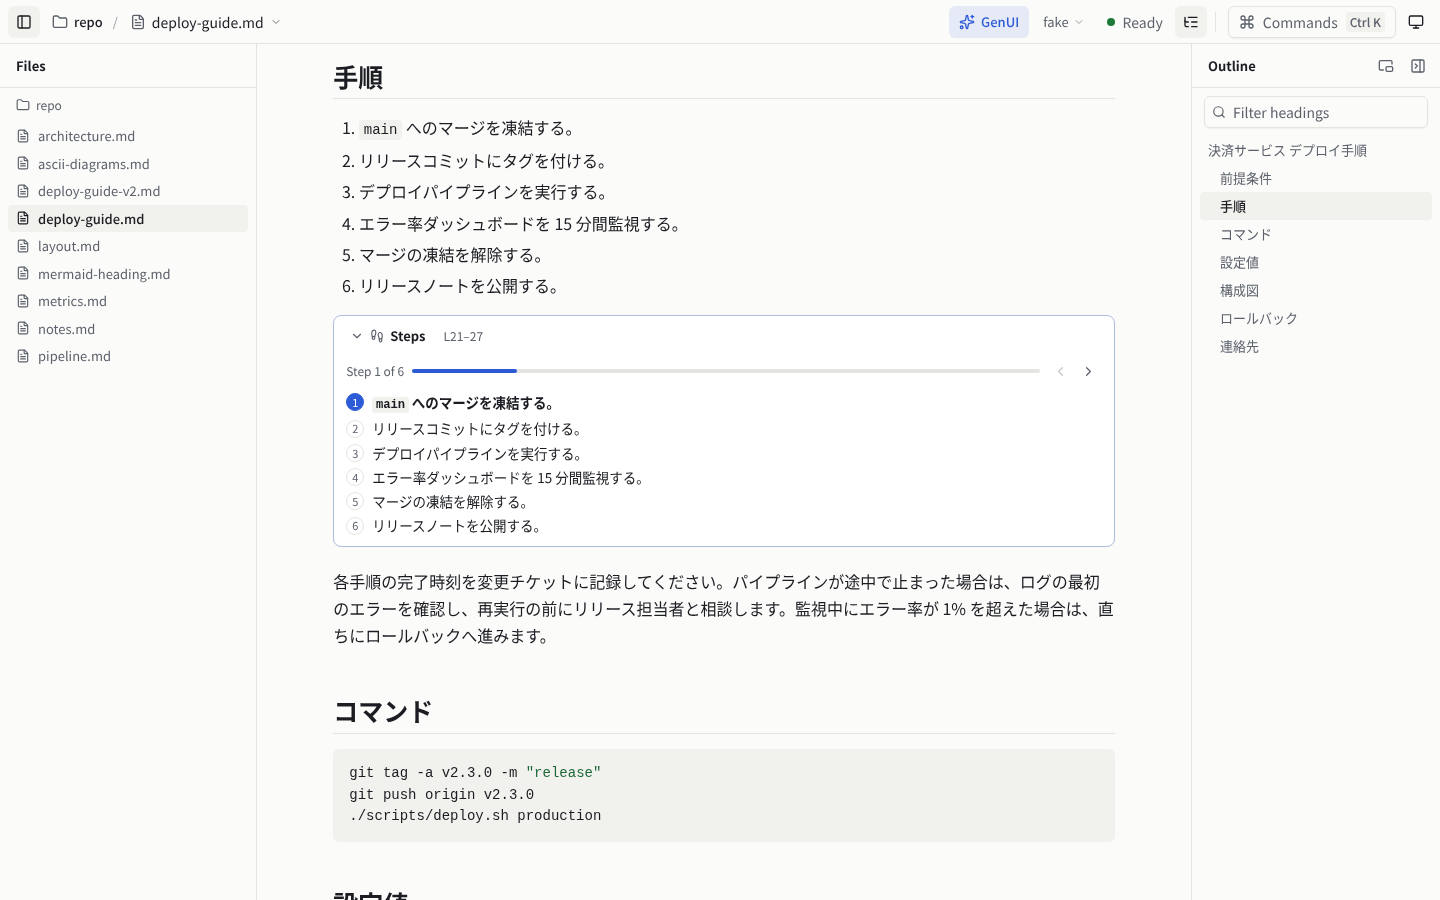 repo / deploy-guide.md
GenUI
fake
Ready
Commands Ctrl K
Files
repo
architecture.md
ascii-diagrams.md
deploy-guide-v2.md
deploy-guide.md
layout.md
mermaid-heading.md
metrics.md
notes.md
pipeline.md
手順
1. main へのマージを凍結する。
2. リリースコミットにタグを付ける。
3. デプロイパイプラインを実行する。
4. エラー率ダッシュボードを 15 分間監視する。
5. マージの凍結を解除する。
6. リリースノートを公開する。
Steps L21–27
Step 1 of 6
1 main へのマージを凍結する。
2 リリースコミットにタグを付ける。
3 デプロイパイプラインを実行する。
4 エラー率ダッシュボードを 15 分間監視する。
5 マージの凍結を解除する。
6 リリースノートを公開する。
各手順の完了時刻を変更チケットに記録してください。パイプラインが途中で止まった場合は、ログの最初
のエラーを確認し、再実行の前にリリース担当者と相談します。監視中にエラー率が 1% を超えた場合は、直
ちにロールバックへ進みます。
コマンド
git tag -a v2.3.0 -m "release"
git push origin v2.3.0
./scripts/deploy.sh production
設定値
Outline
Filter headings
決済サービス デプロイ手順
前提条件
手順
コマンド
設定値
構成図
ロールバック
連絡先